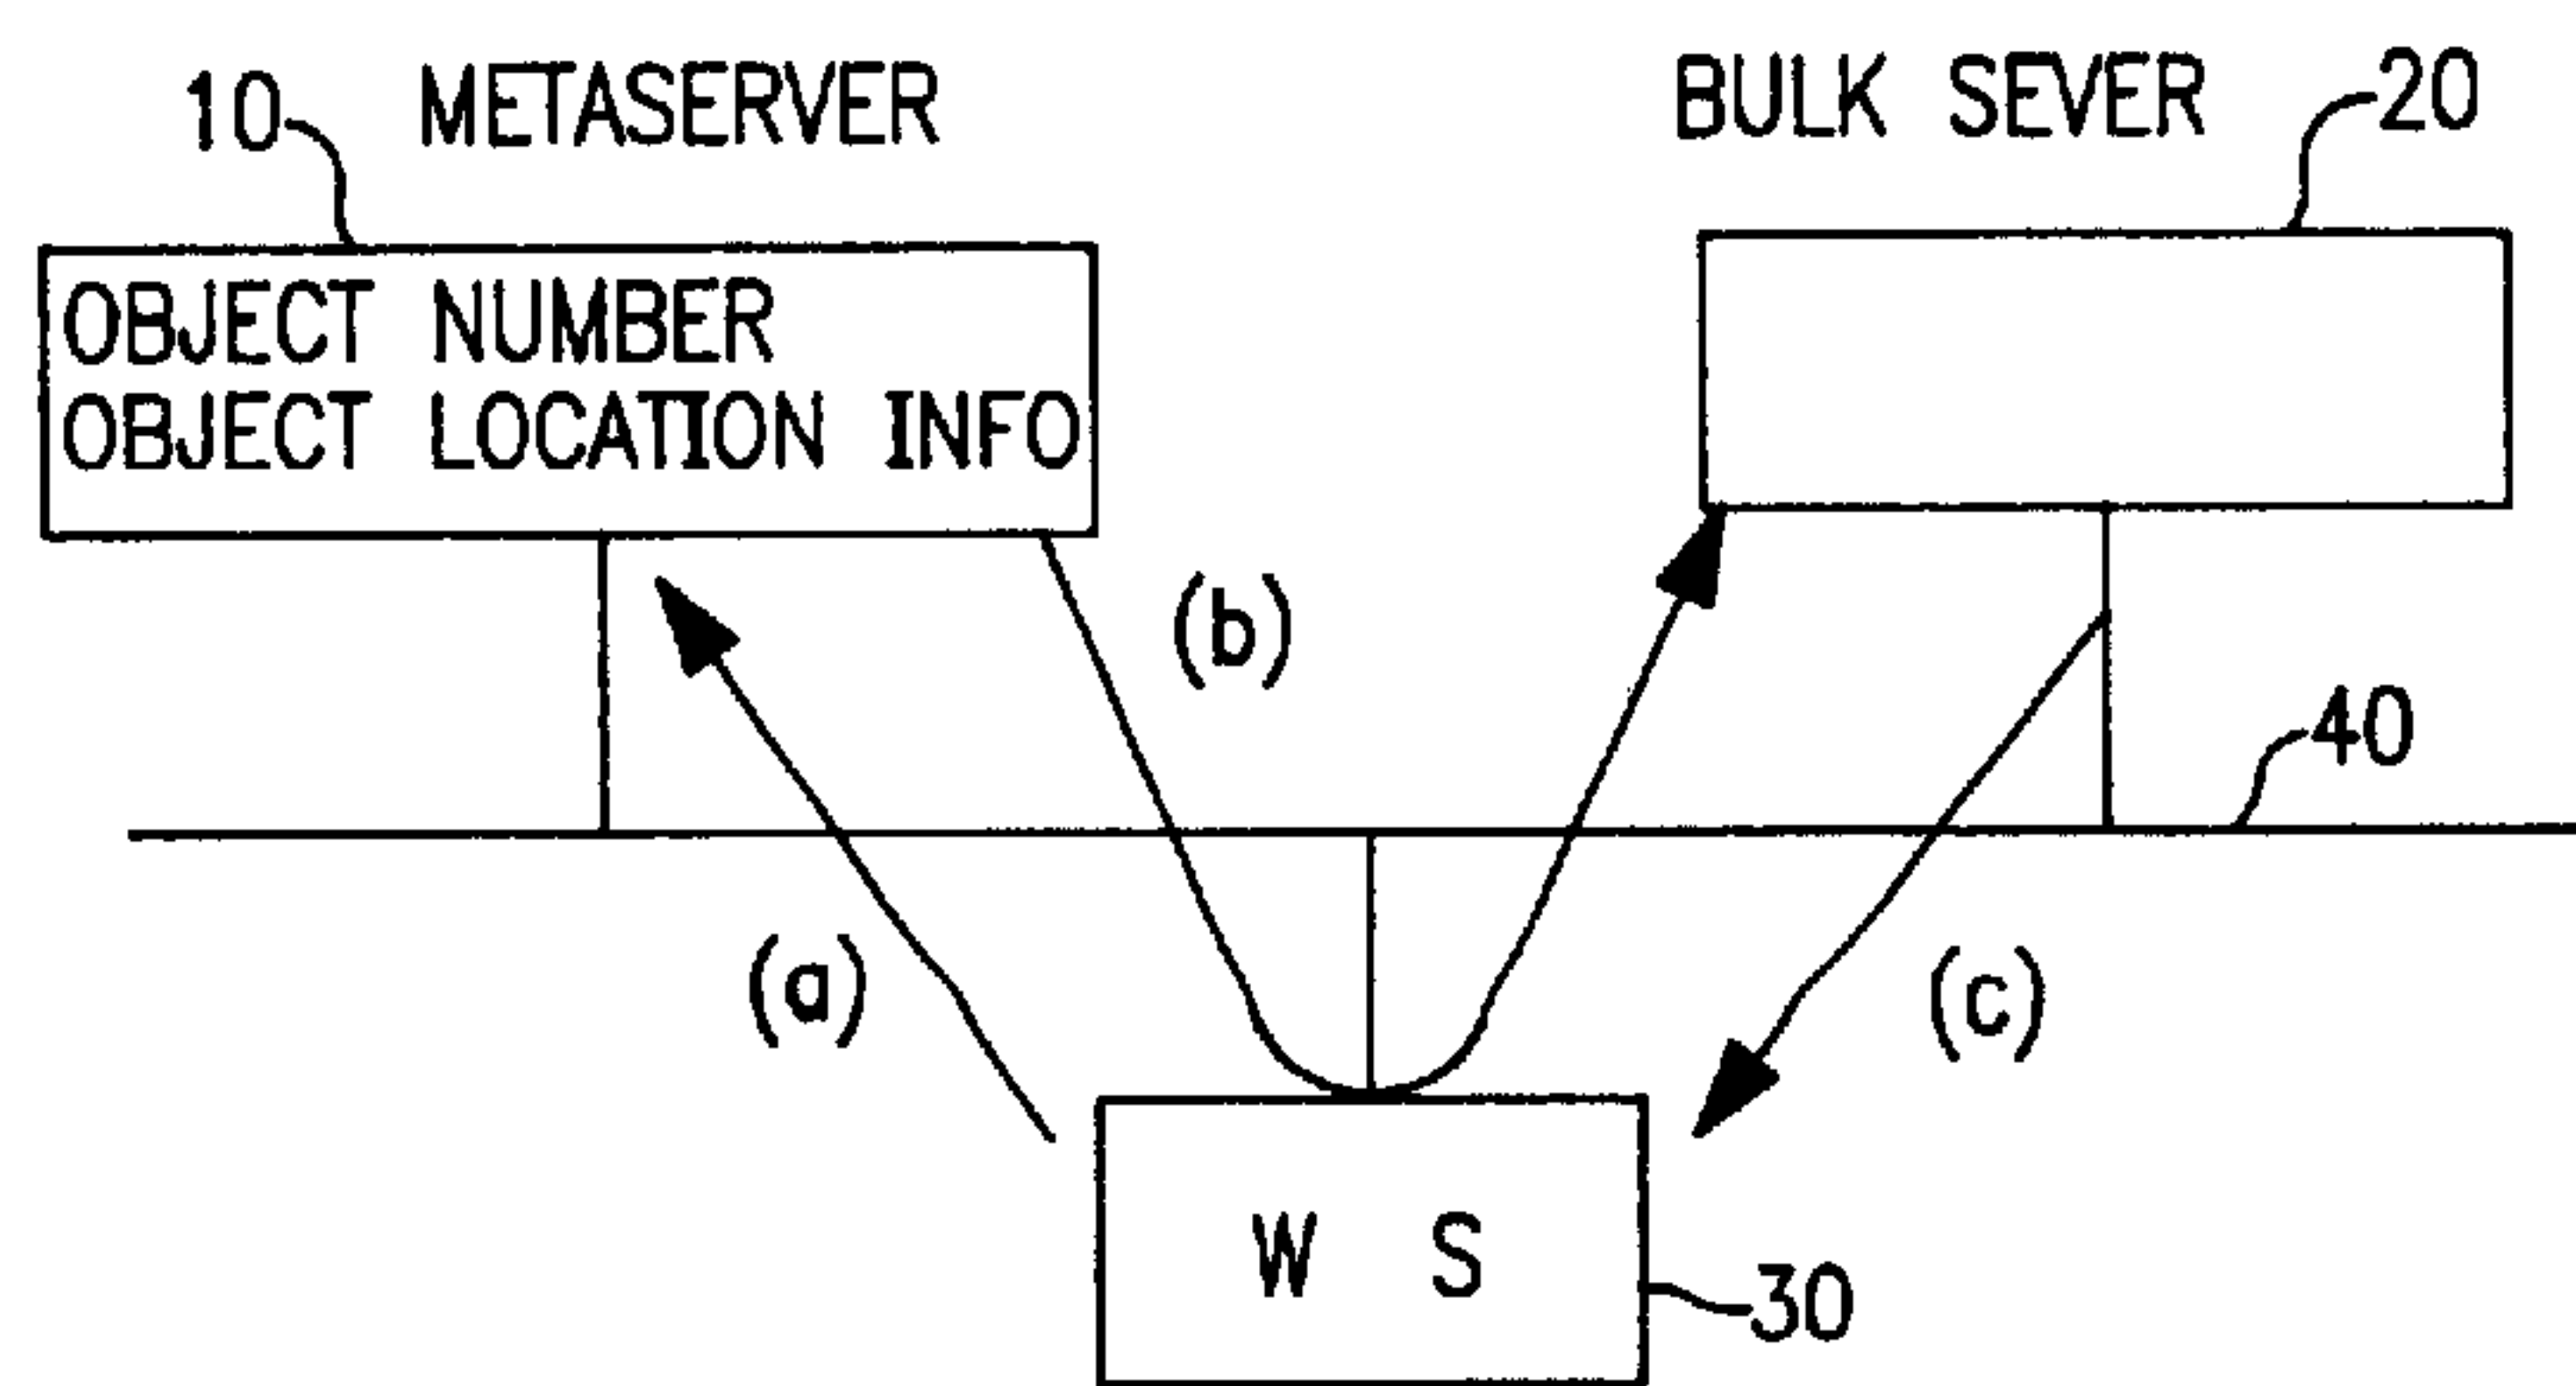 10 METASERVER
BULK SEVER 20
OBJECT NUMBER
OBJECT LOCATION INFO
(b)
40
(a)
(c)
W S
30